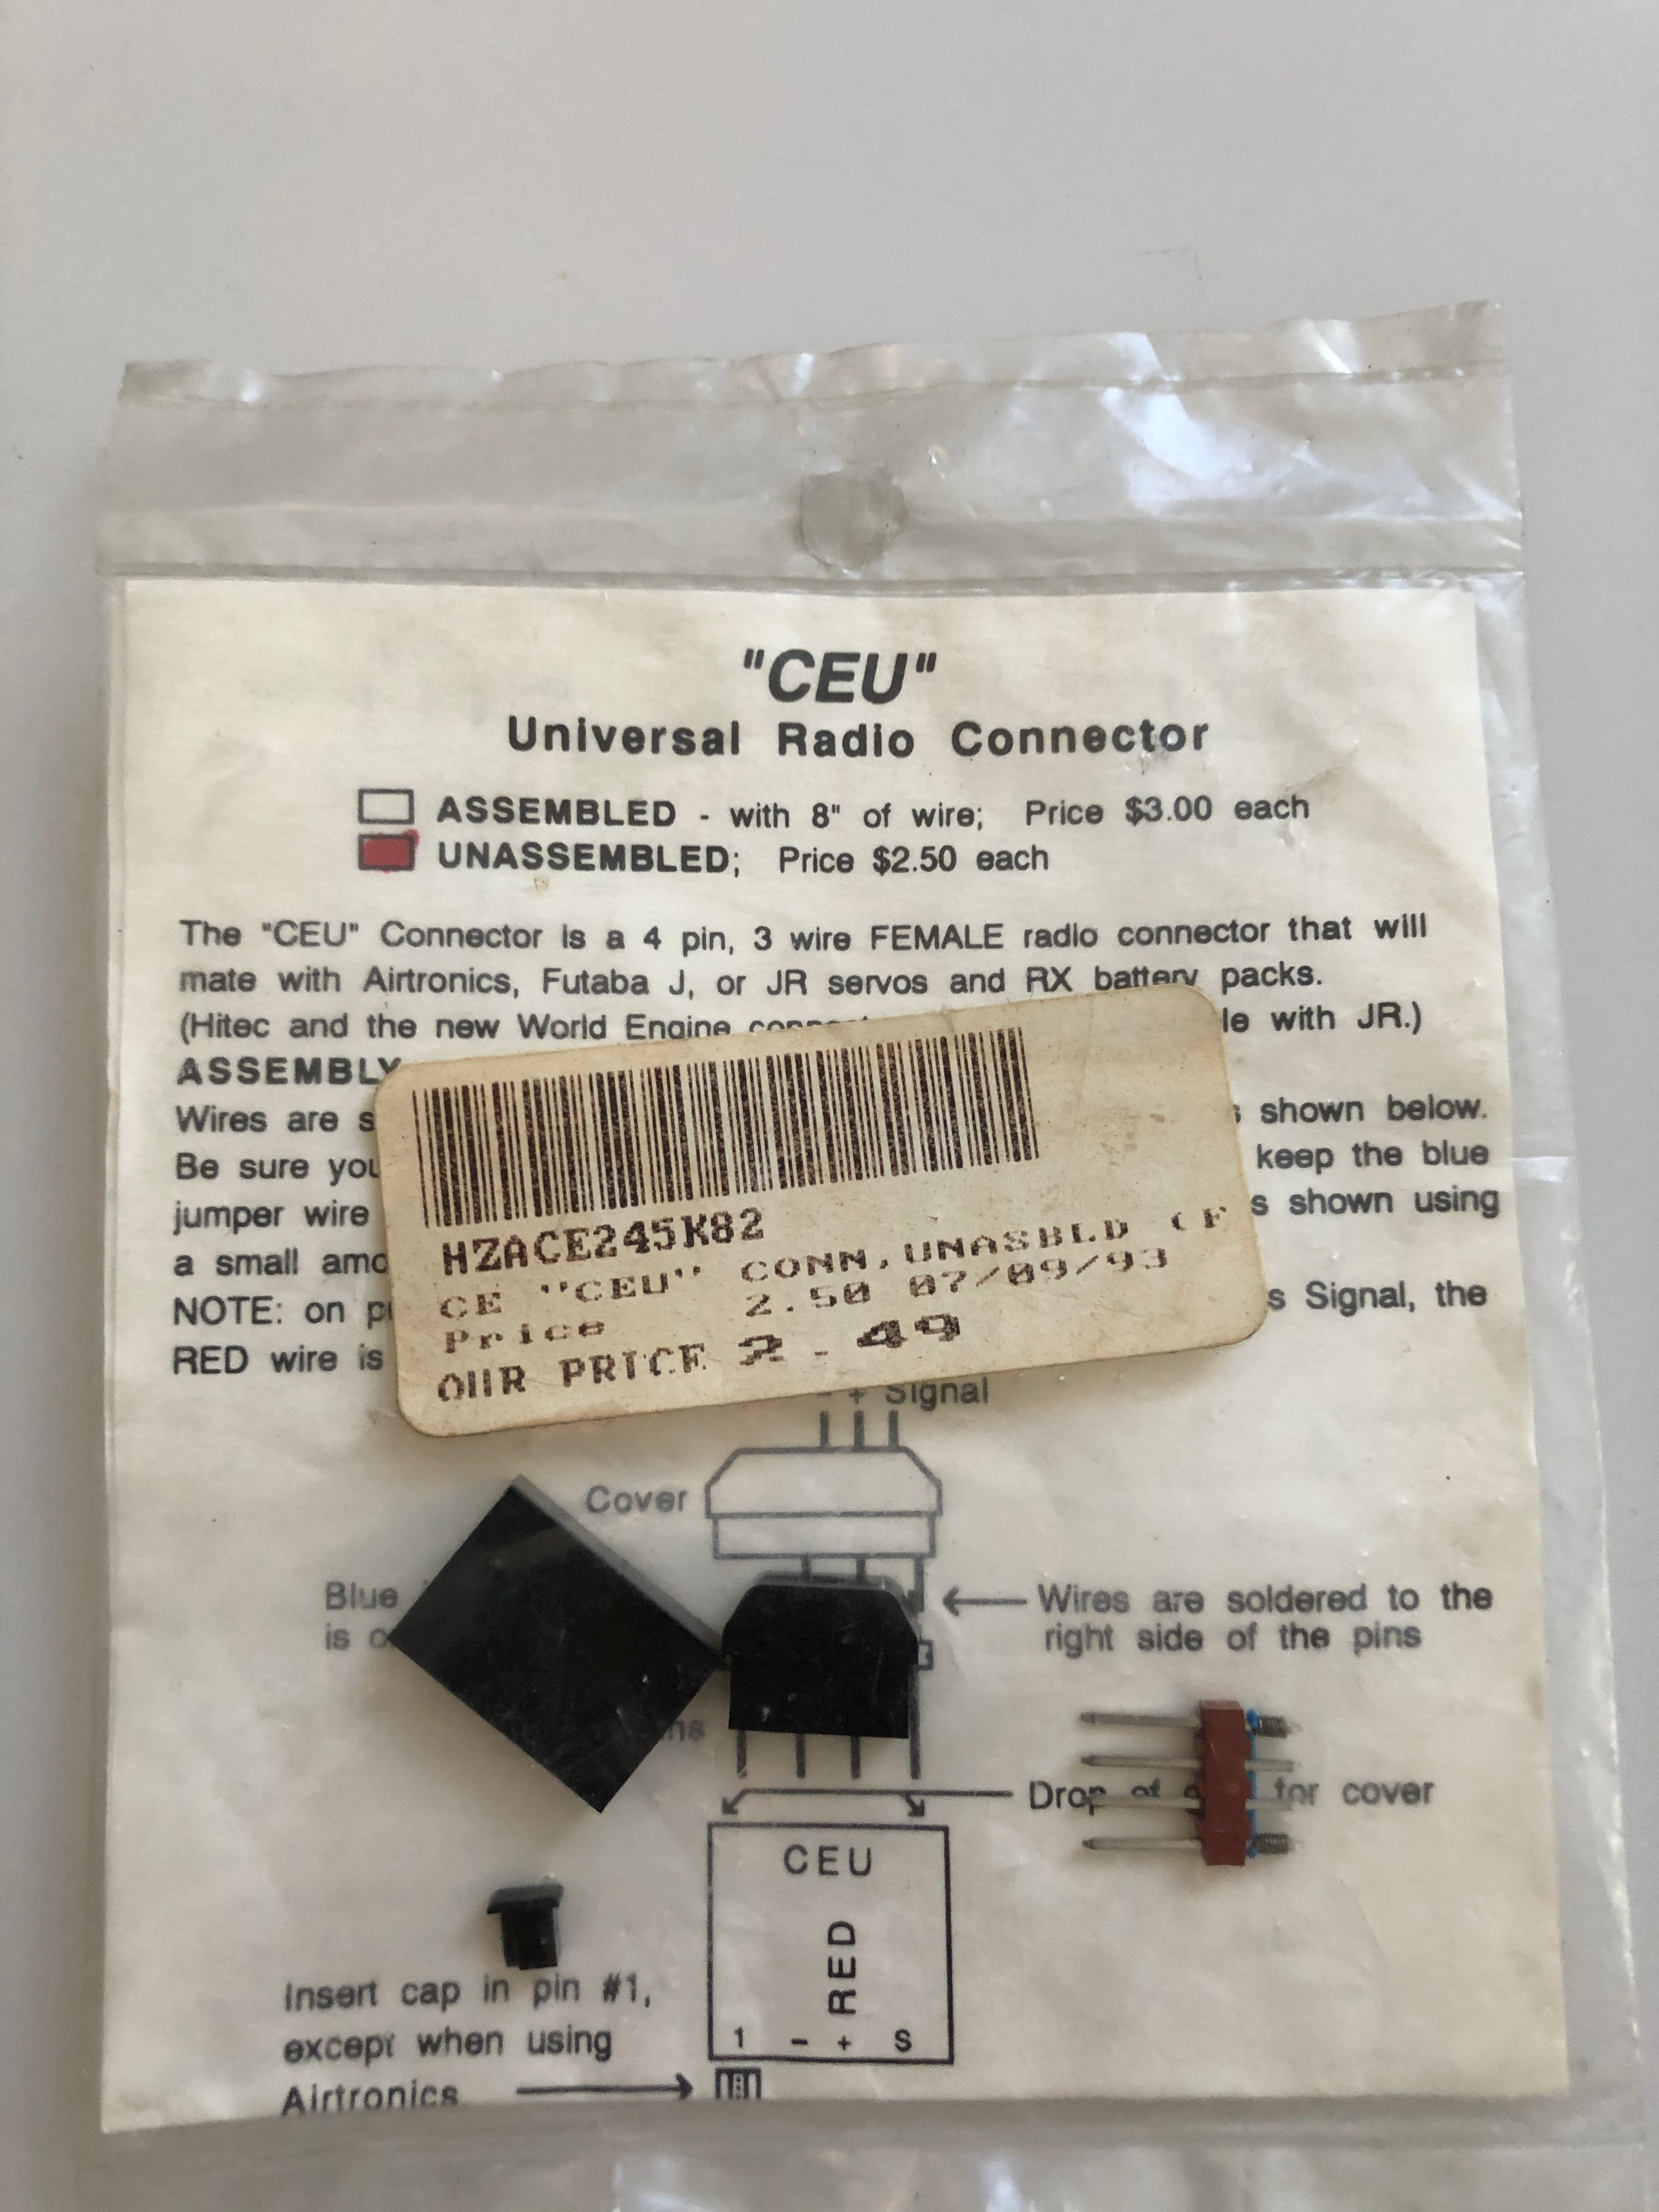 "CEU"
Universal Radio Connector
ASSEMBLED - with 8" of wire; Price $3.00 each
UNASSEMBLED; Price $2.50 each
The "CEU" Connector is a 4 pin, 3 wire FEMALE radio connector that will
mate with Airtronics, Futaba J, or JR servos and RX battery packs.
(Hitec and the new World Engine with JR.)
ASSEMBLY
Wires are shown below.
Be sure you keep the blue
jumper wire shown using
a small
NOTE: on Signal, the
RED wire is
HZACE245K82
CE "CEU" CONN,UNASBLD CE
Price 2.50 07/09/93
OUR PRICE 2.49
- + Signal
Cover
Blue
is
Wires are soldered to the
right side of the pins
Drop of for cover
CEU
RED
1 - + S
Insert cap in pin #1,
except when using
Airtronics